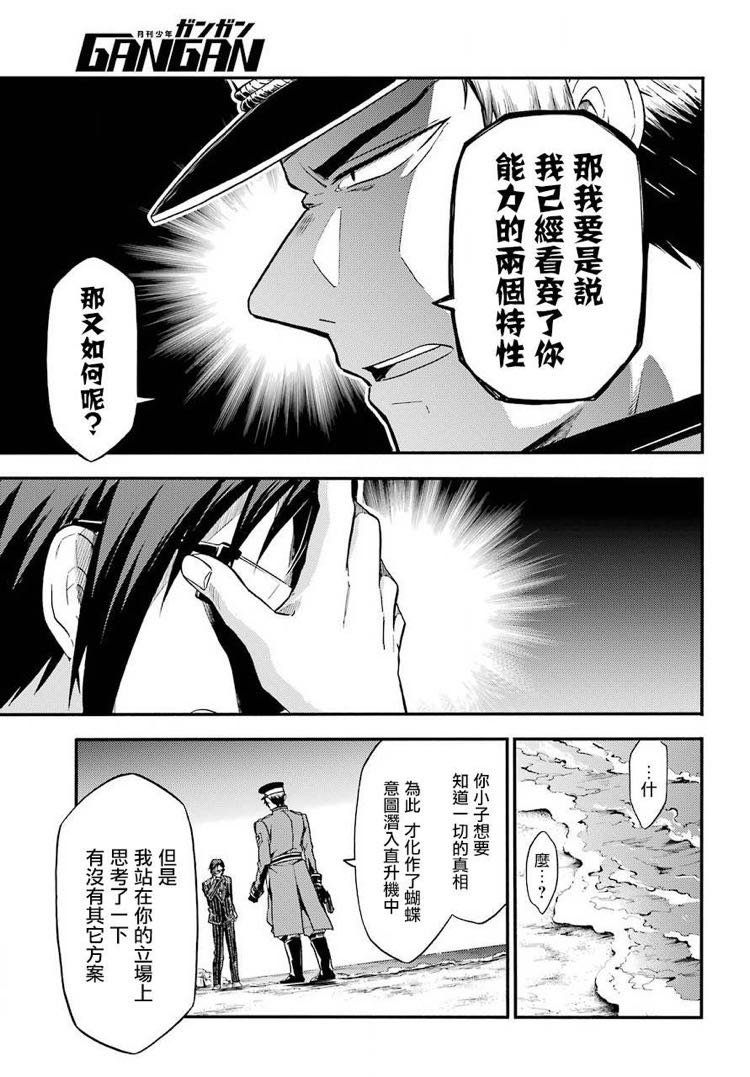 月刊少年
ガンガン
GANGAN
那我要是説
我己經看穿了你
能力的兩個特性
那又如何呢?
…什
麼…?
你小子想要
知道一切的真相
為此 才化作了蝴蝶
意圖潛入直升機中
但是
我站在你的立場上
思考了一下
有沒有其它方案